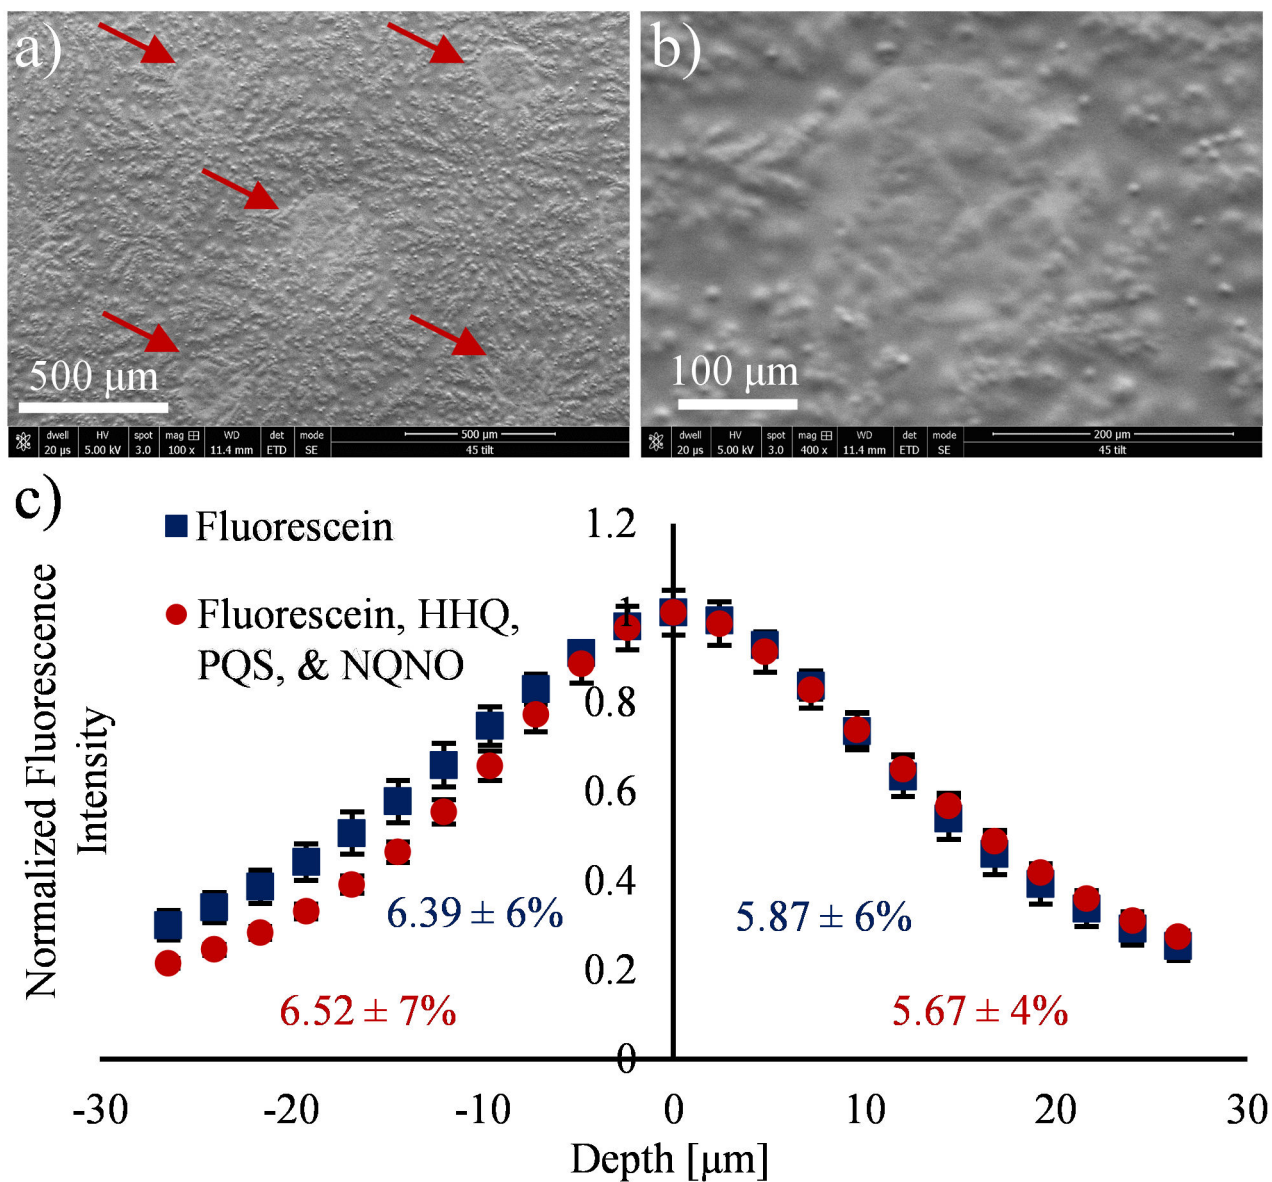 a)
500 μm
dwell HV spot mag WD det mode 500 μm
20 μs 5.00 kV 3.0 100 x 11.4 mm ETD SE 45 tilt
b)
100 μm
dwell HV spot mag WD det mode 200 μm
20 μs 5.00 kV 3.0 400 x 11.4 mm ETD SE 45 tilt
c)
Fluorescein
Fluorescein, HHQ,
PQS, & NQNO
Normalized Fluorescence
Intensity
1.2
1
0.8
0.6
0.4
0.2
0
6.39 ± 6%
5.87 ± 6%
6.52 ± 7%
5.67 ± 4%
-30 -20 -10 0 10 20 30
Depth [μm]